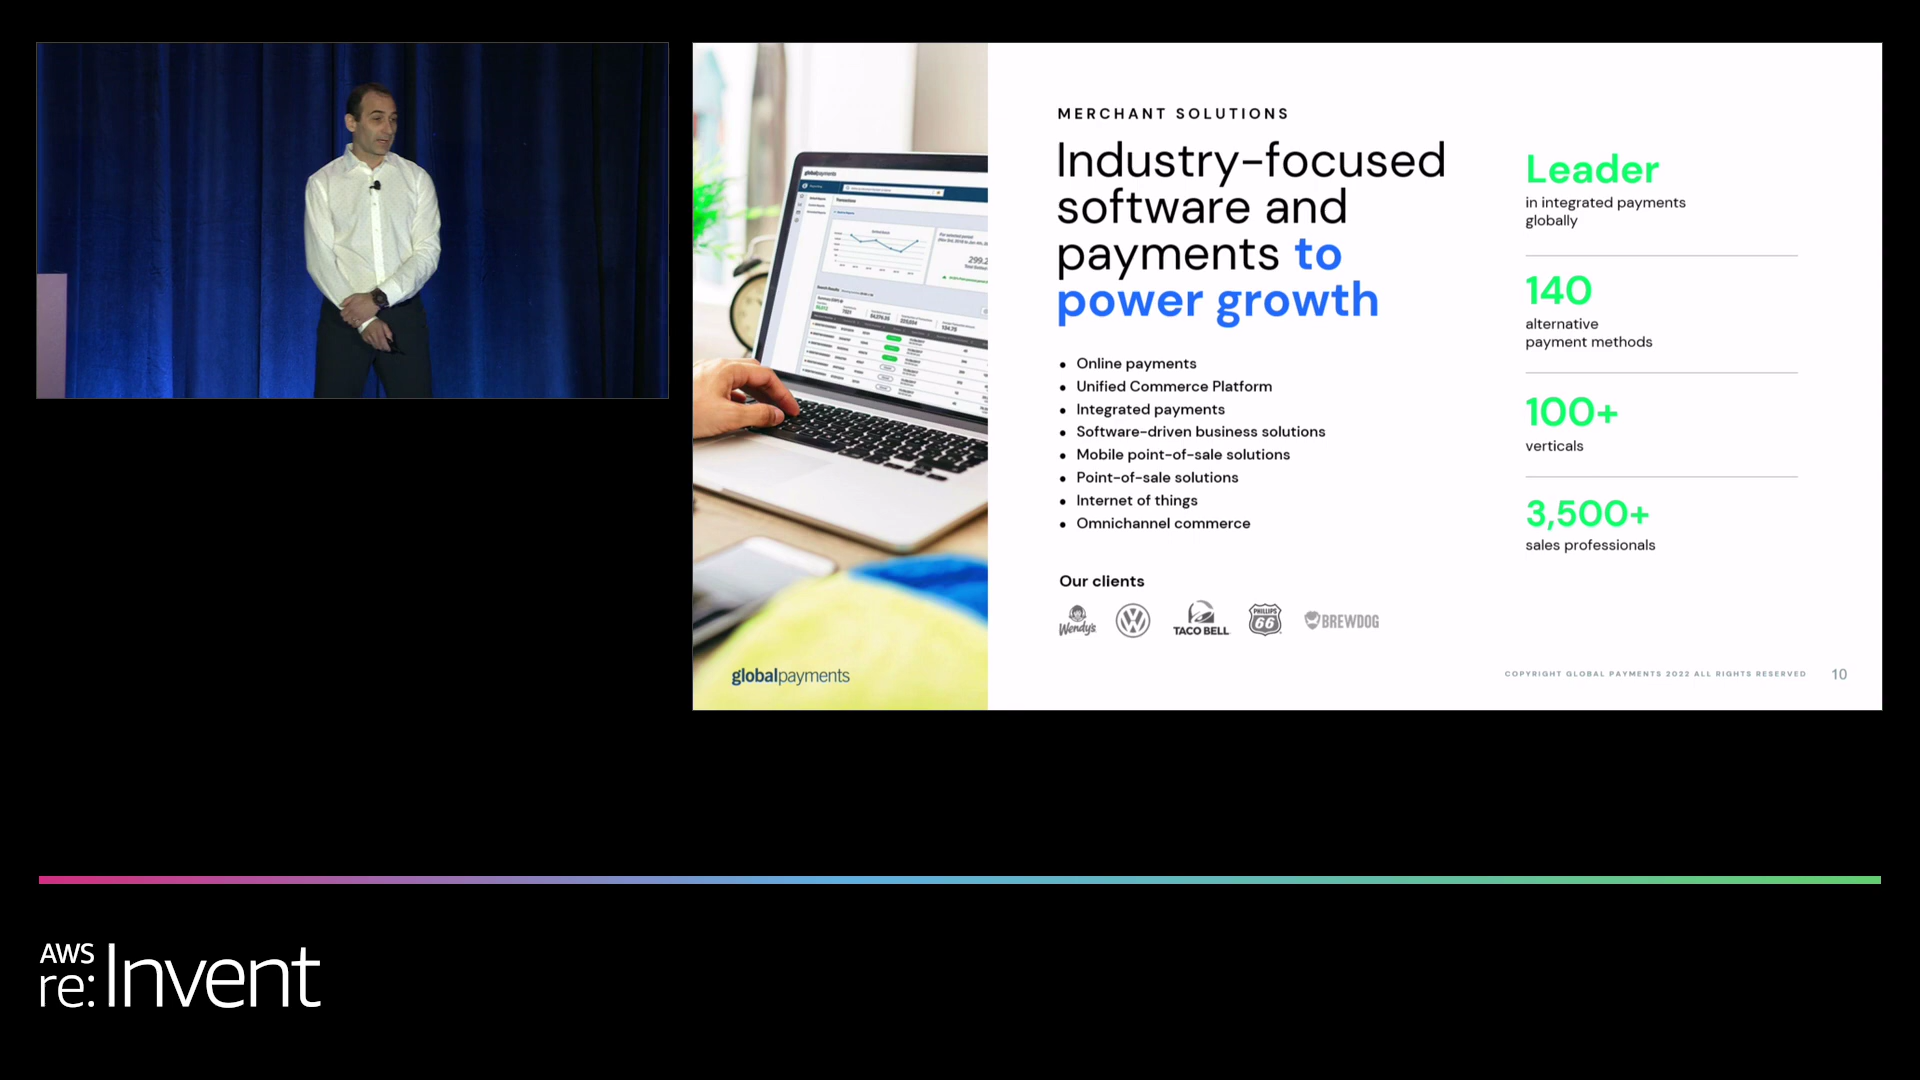 MERCHANT SOLUTIONS
Industry-focused
software and
payments to
power growth
• Online payments
• Unified Commerce Platform
• Integrated payments
• Software-driven business solutions
• Mobile point-of-sale solutions
• Point-of-sale solutions
• Internet of things
• Omnichannel commerce
Our clients
Wendy's
TACO BELL
PHILLIPS
66
BREWDOG
Leader
in integrated payments
globally
140
alternative
payment methods
100+
verticals
3,500+
sales professionals
globalpayments
globalpayments
Transactions
COPYRIGHT GLOBAL PAYMENTS 2022 ALL RIGHTS RESERVED 10
AWS
re:Invent